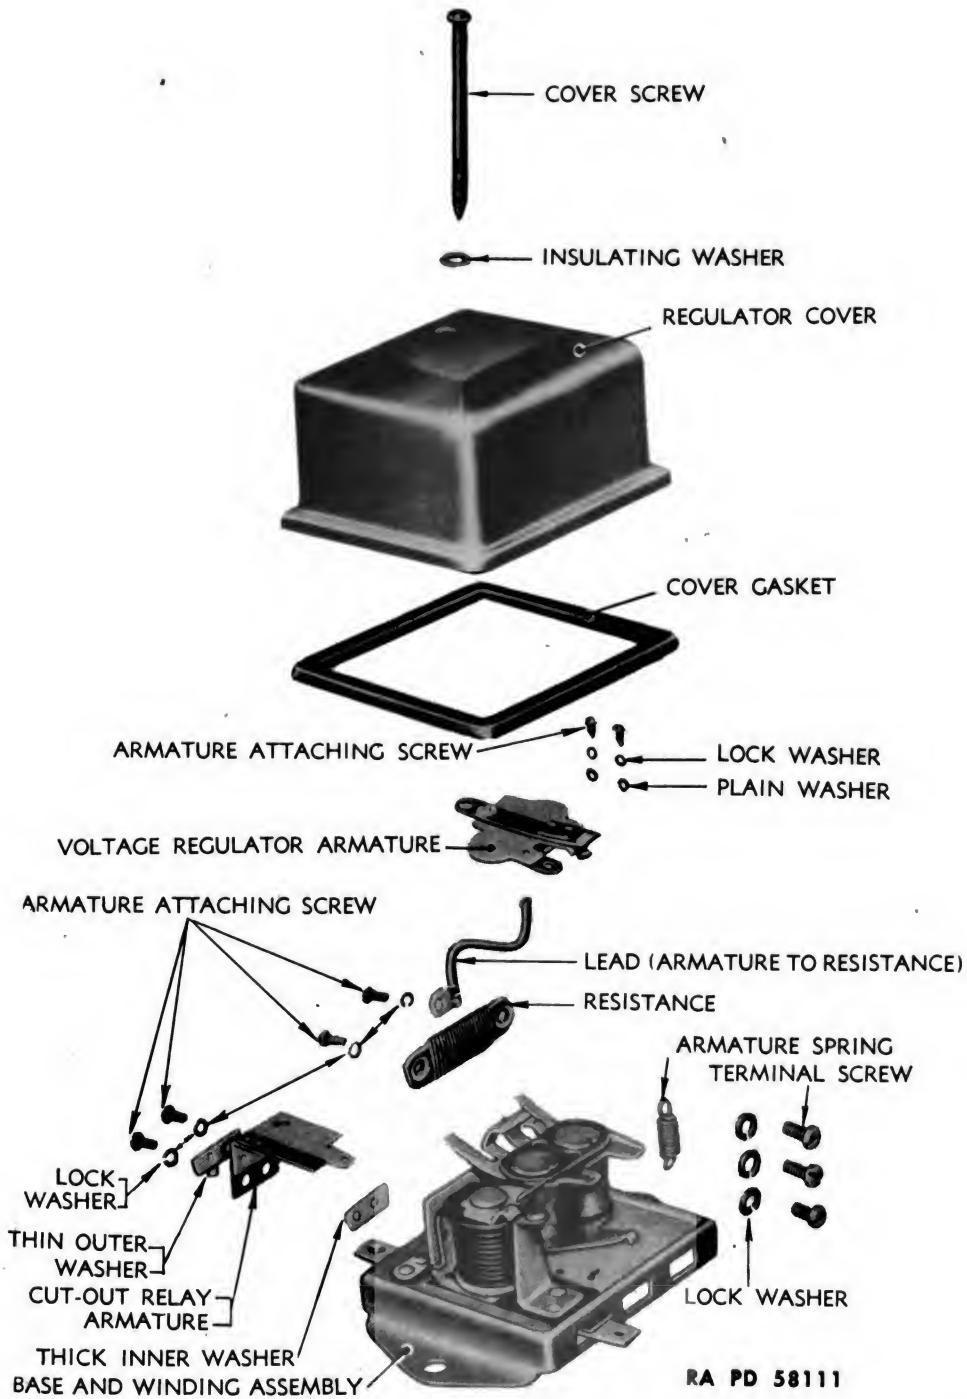 COVER SCREW
INSULATING WASHER
REGULATOR COVER
COVER GASKET
ARMATURE ATTACHING SCREW
LOCK WASHER
PLAIN WASHER
VOLTAGE REGULATOR ARMATURE
ARMATURE ATTACHING SCREW
LEAD (ARMATURE TO RESISTANCE)
RESISTANCE
ARMATURE SPRING
TERMINAL SCREW
LOCK
WASHER
THIN OUTER
WASHER
CUT-OUT RELAY
ARMATURE
LOCK WASHER
THICK INNER WASHER
BASE AND WINDING ASSEMBLY
RA PD 58111